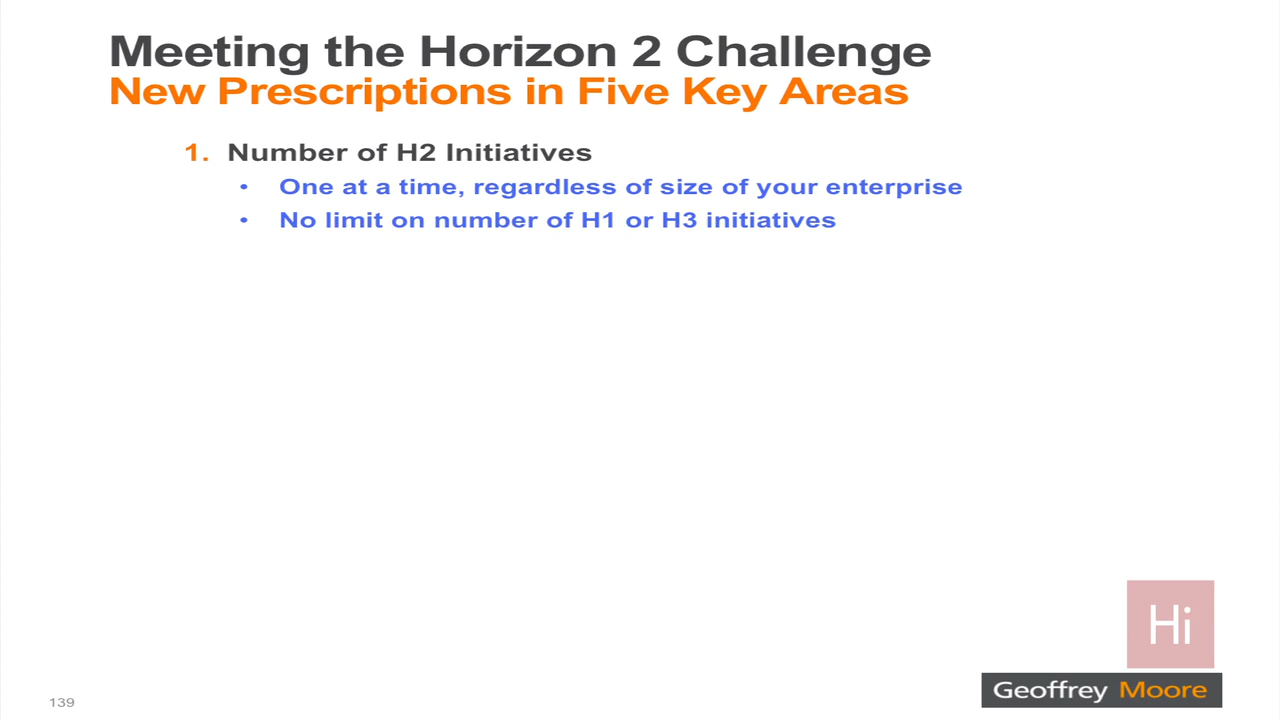 Meeting the Horizon 2 Challenge
New Prescriptions in Five Key Areas
1. Number of H2 Initiatives
• One at a time, regardless of size of your enterprise
• No limit on number of H1 or H3 initiatives
Hi
Geoffrey Moore
139